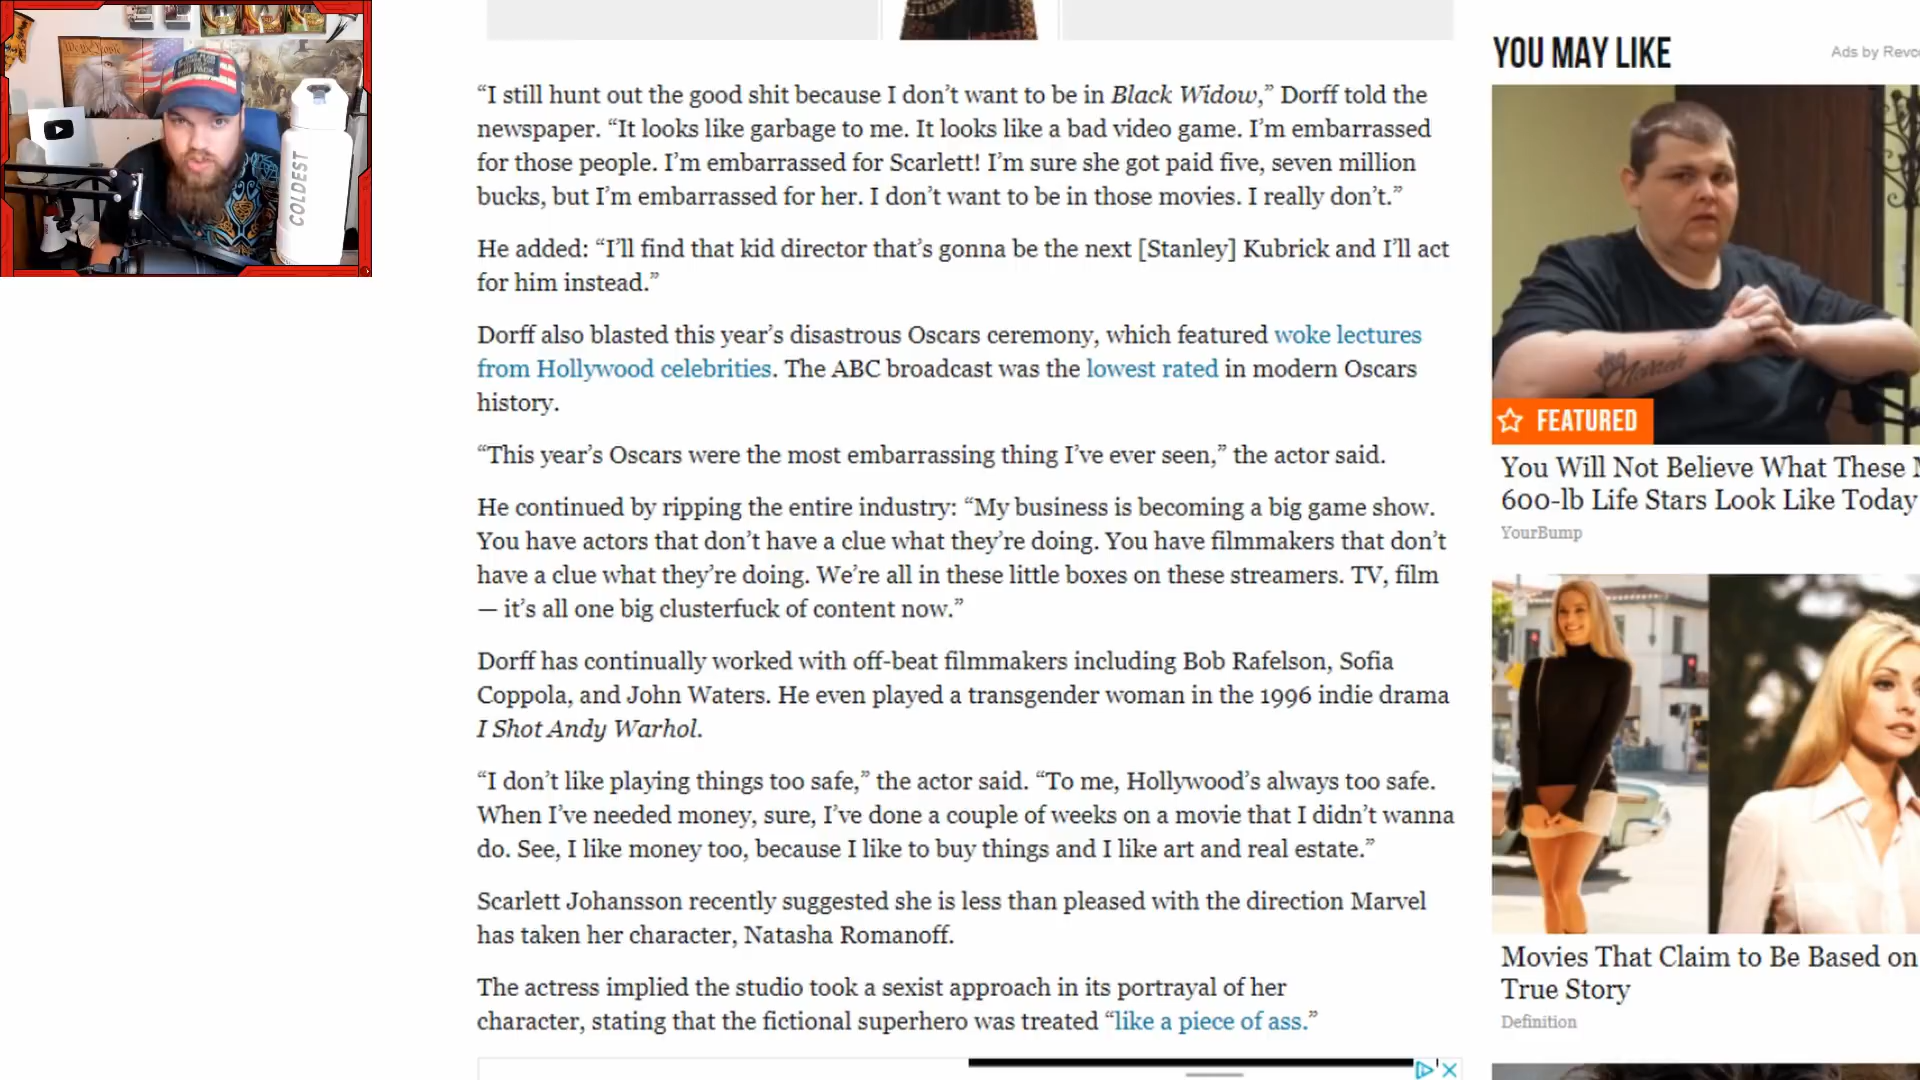 COLDEST
“I still hunt out the good shit because I don’t want to be in Black Widow,” Dorff told the
newspaper. “It looks like garbage to me. It looks like a bad video game. I’m embarrassed
for those people. I’m embarrassed for Scarlett! I’m sure she got paid five, seven million
bucks, but I’m embarrassed for her. I don’t want to be in those movies. I really don’t.”
He added: “I’ll find that kid director that’s gonna be the next [Stanley] Kubrick and I’ll act
for him instead.”
Dorff also blasted this year’s disastrous Oscars ceremony, which featured woke lectures
from Hollywood celebrities. The ABC broadcast was the lowest rated in modern Oscars
history.
“This year’s Oscars were the most embarrassing thing I’ve ever seen,” the actor said.
He continued by ripping the entire industry: “My business is becoming a big game show.
You have actors that don’t have a clue what they’re doing. You have filmmakers that don’t
have a clue what they’re doing. We’re all in these little boxes on these streamers. TV, film
— it’s all one big clusterfuck of content now.”
Dorff has continually worked with off-beat filmmakers including Bob Rafelson, Sofia
Coppola, and John Waters. He even played a transgender woman in the 1996 indie drama
I Shot Andy Warhol.
“I don’t like playing things too safe,” the actor said. “To me, Hollywood’s always too safe.
When I’ve needed money, sure, I’ve done a couple of weeks on a movie that I didn’t wanna
do. See, I like money too, because I like to buy things and I like art and real estate.”
Scarlett Johansson recently suggested she is less than pleased with the direction Marvel
has taken her character, Natasha Romanoff.
The actress implied the studio took a sexist approach in its portrayal of her
character, stating that the fictional superhero was treated “like a piece of ass.”
YOU MAY LIKE
Ads by Revc
FEATURED
You Will Not Believe What These
600-lb Life Stars Look Like Today
YourBump
Movies That Claim to Be Based on
True Story
Definition